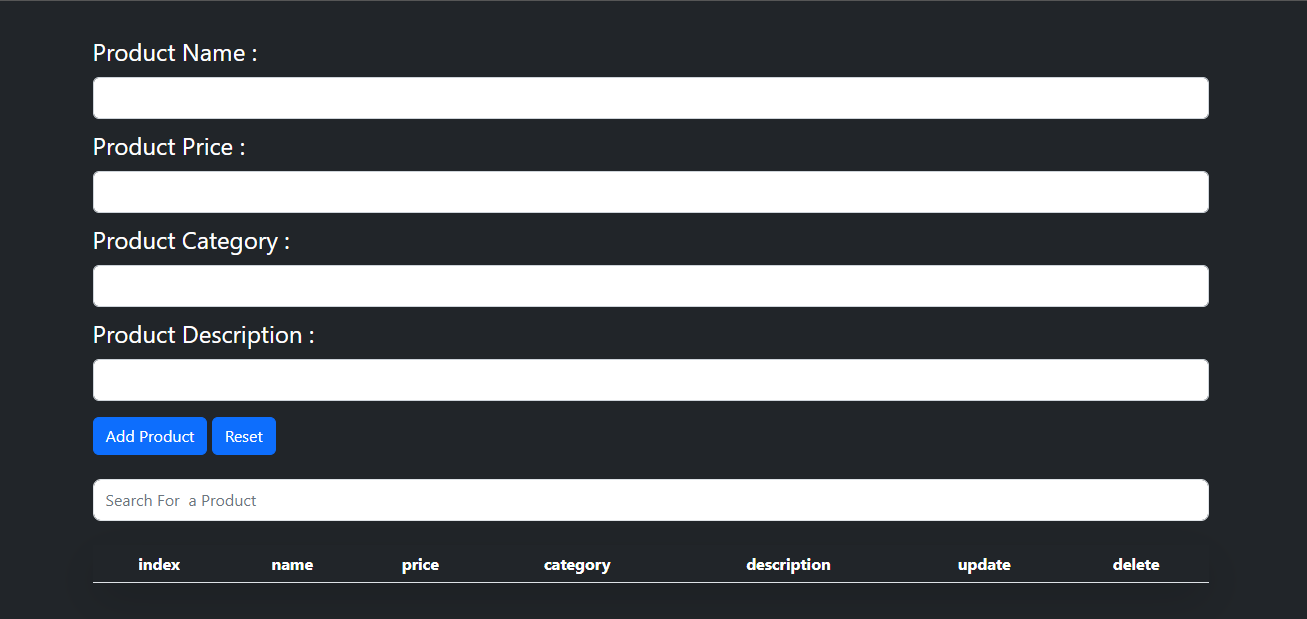 Product Name :
Product Price :
Product Category :
Product Description :
Add Product Reset
Search For  a Product
index name price category description update delete